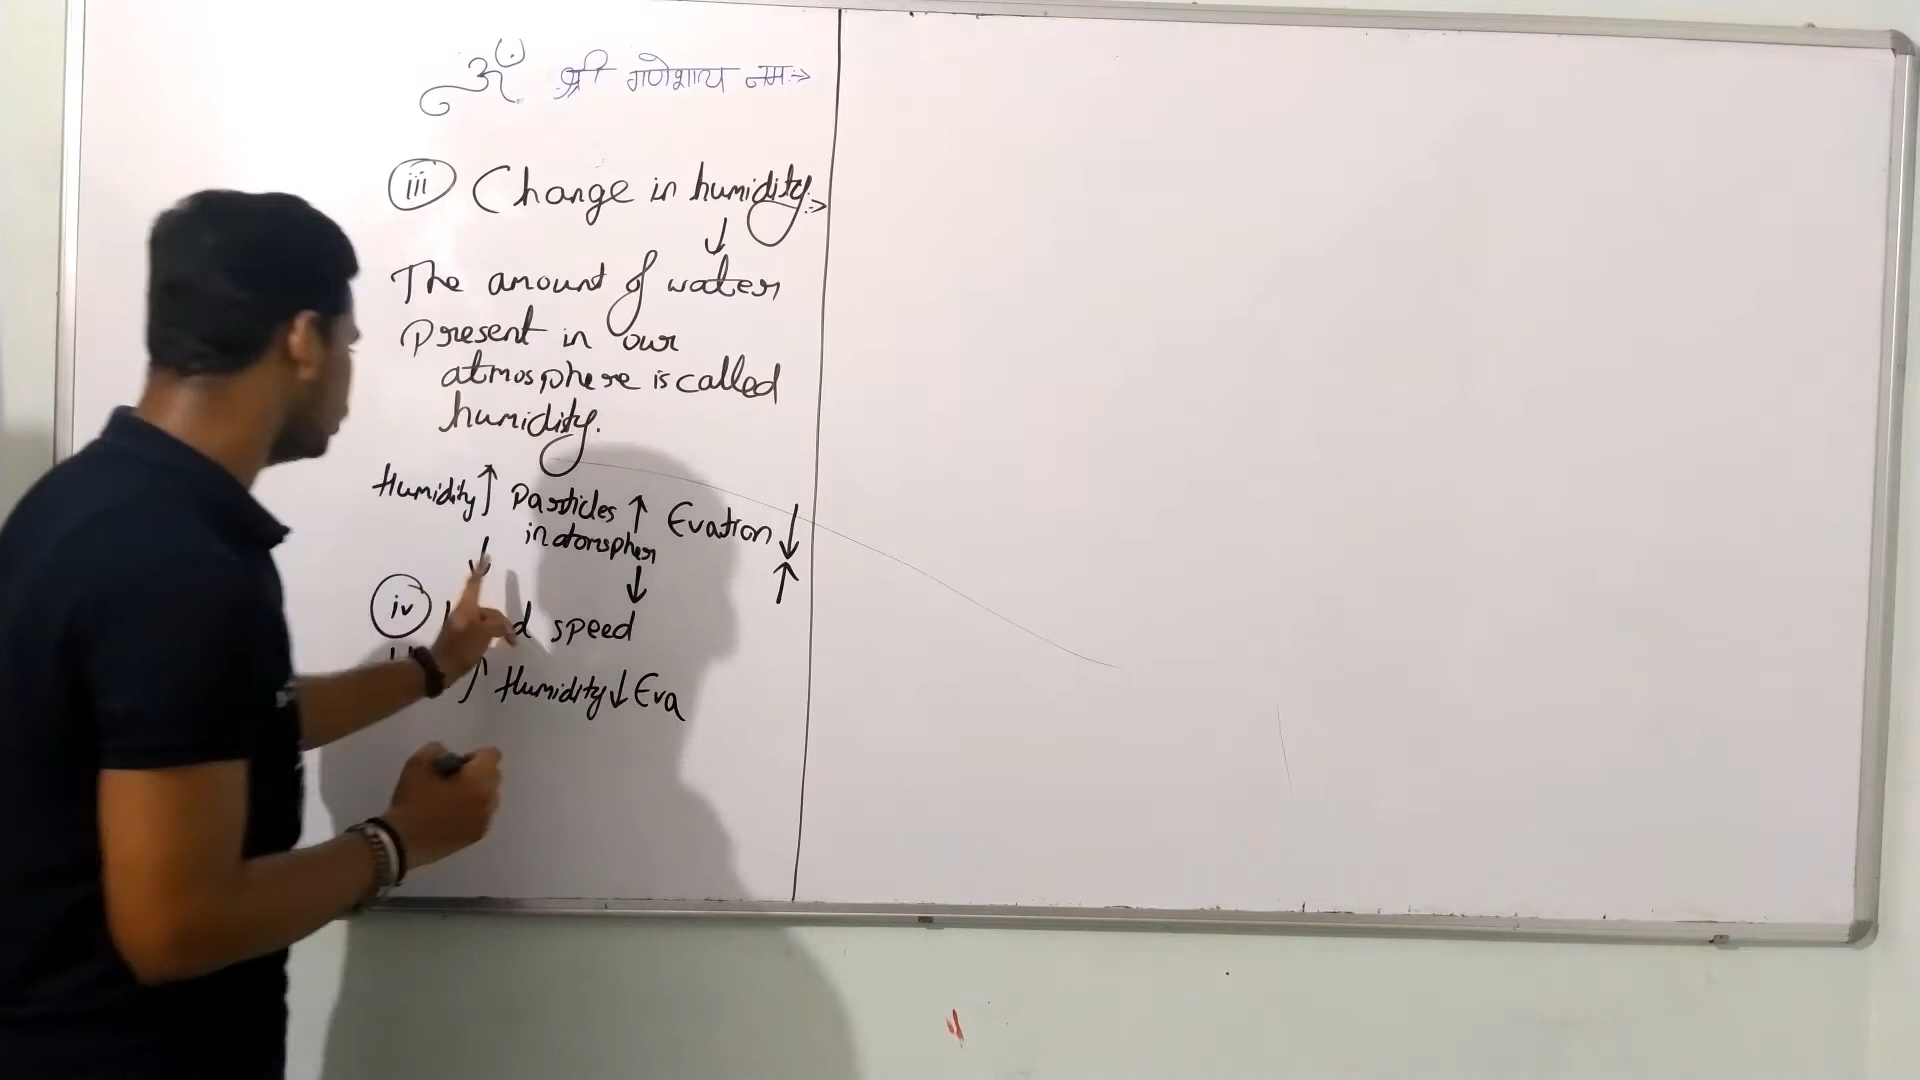 ॐ श्री गणेशाय नमः
iii Change in humidity :->
↓
The amount of water
present in our
atmosphere is called
humidity.
Humidity ↑ Particles ↑ Evation ↓
in atomspher
↓ ↓ ↑
iv speed
↑ Humidity ↓ Eva